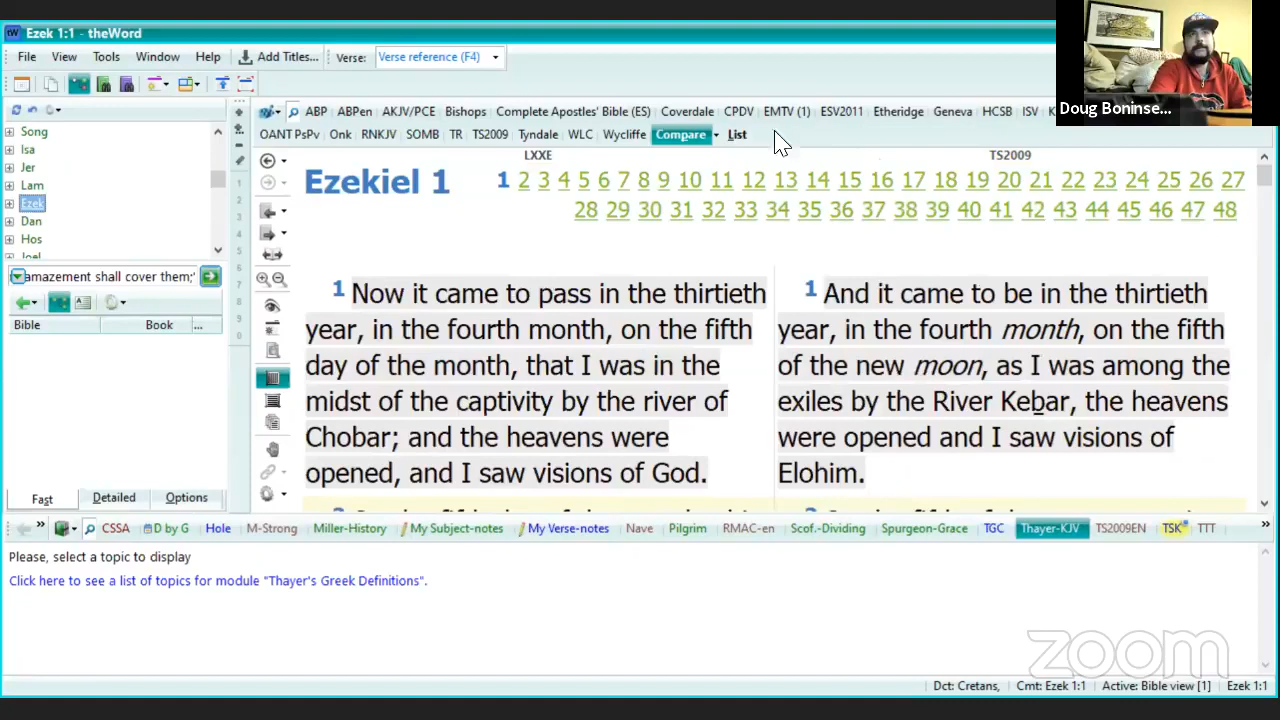 Ezek 1:1 - theWord
File View Tools Window Help Add Titles... Verse: Verse reference (F4)
Doug Boninse...
Song
Isa
Jer
Lam
Ezek
Dan
Hos
Joel
amazement shall cover them;'
Bible Book ...
Fast Detailed Options
ABP ABPen AKJV/PCE Bishops Complete Apostles' Bible (ES) Coverdale CPDV EMTV (1) ESV2011 Etheridge Geneva HCSB ISV K
OANT PsPv Onk RNKJV SOMB TR TS2009 Tyndale WLC Wycliffe Compare List
LXXE TS2009
Ezekiel 1 1 2 3 4 5 6 7 8 9 10 11 12 13 14 15 16 17 18 19 20 21 22 23 24 25 26 27
28 29 30 31 32 33 34 35 36 37 38 39 40 41 42 43 44 45 46 47 48
1 Now it came to pass in the thirtieth
year, in the fourth month, on the fifth
day of the month, that I was in the
midst of the captivity by the river of
Chobar; and the heavens were
opened, and I saw visions of God.
1 And it came to be in the thirtieth
year, in the fourth month, on the fifth
of the new moon, as I was among the
exiles by the River Keḇar, the heavens
were opened and I saw visions of
Elohim.
CSSA D by G Hole M-Strong Miller-History My Subject-notes My Verse-notes Nave Pilgrim RMAC-en Scof.-Dividing Spurgeon-Grace TGC Thayer-KJV TS2009EN TSK TTT
Please, select a topic to display
Click here to see a list of topics for module "Thayer's Greek Definitions".
zoom
Dct: Cretans, Cmt: Ezek 1:1 Active: Bible view [1] Ezek 1:1